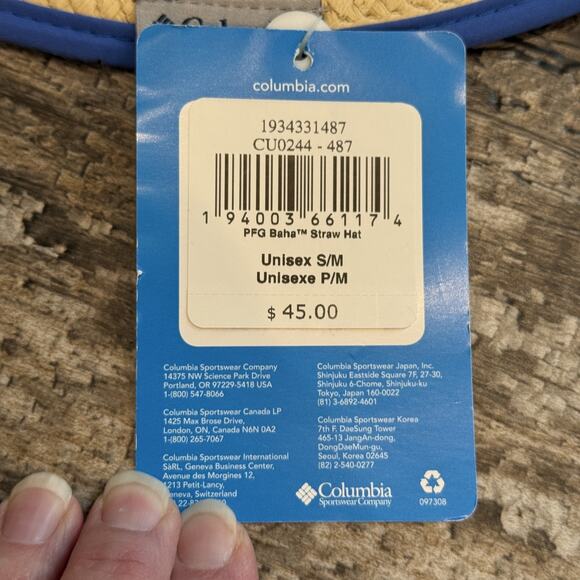 Columbia
columbia.com
1934331487
CU0244 - 487
1 94003 66117 4
PFG Baha™ Straw Hat
Unisex S/M
Unisexe P/M
$ 45.00
Columbia Sportswear Company
14375 NW Science Park Drive
Portland, OR 97229-5418 USA
1-(800) 547-8066
Columbia Sportswear Canada LP
1425 Max Brose Drive,
London, ON, Canada N6N 0A2
1-(800) 265-7067
Columbia Sportswear International
SàRL, Geneva Business Center,
Avenue des Morgines 12,
1213 Petit-Lancy,
Geneva, Switzerland
Columbia Sportswear Japan, Inc.
Shinjuku Eastside Square 7F, 27-30,
Shinjuku 6-Chome, Shinjuku-ku
Tokyo, Japan 160-0022
(81) 3-6892-4601
Columbia Sportswear Korea
7th F. DaeSung Tower
465-13 JangAn-dong,
DongDaeMun-gu,
Seoul, Korea 02645
(82) 2-540-0277
Columbia
Sportswear Company
097308